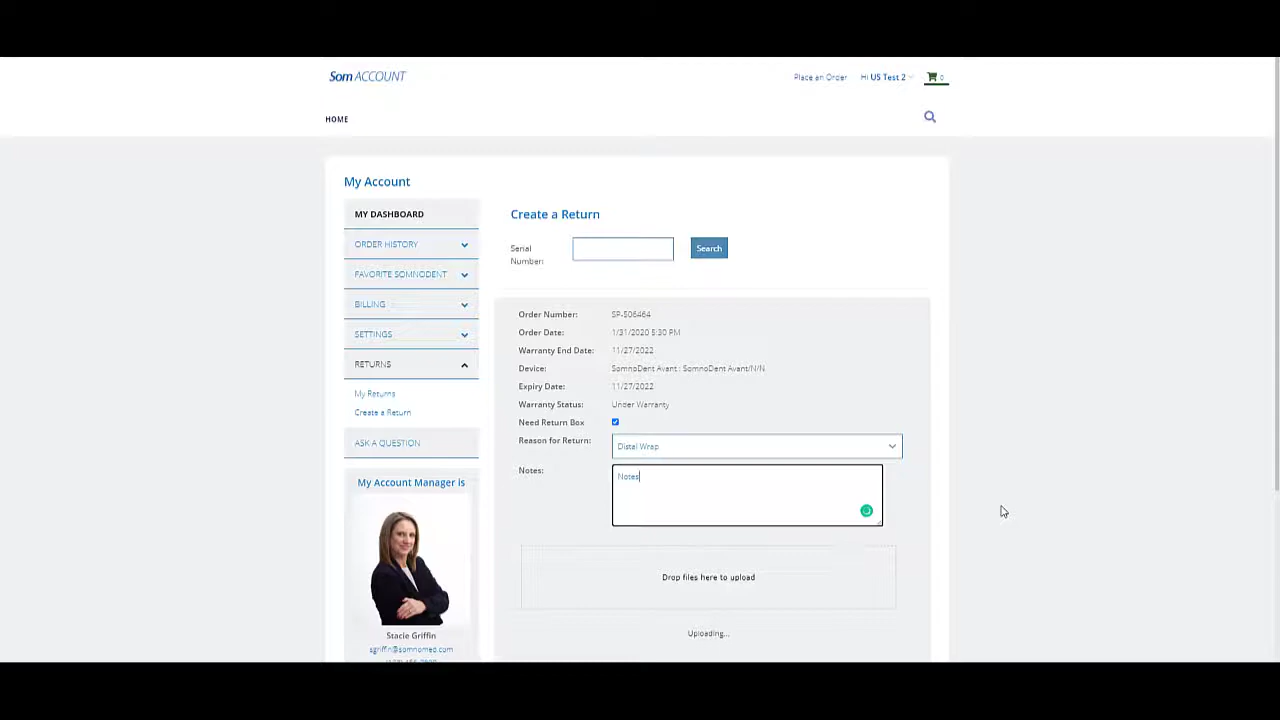 Som ACCOUNT
Place an Order
Hi US Test 2
0
HOME
My Account
MY DASHBOARD
ORDER HISTORY
FAVORITE SOMNODENT
BILLING
SETTINGS
RETURNS
My Returns
Create a Return
ASK A QUESTION
My Account Manager is
Stacie Griffin
sgriffin@somnomed.com
Create a Return
Serial
Number:
Search
Order Number: SP-506464
Order Date: 1/31/2020 5:30 PM
Warranty End Date: 11/27/2022
Device: SomnoDent Avant : SomnoDent Avant/N/N
Expiry Date: 11/27/2022
Warranty Status: Under Warranty
Need Return Box
Reason for Return: Distal Wrap
Notes: Notes
Drop files here to upload
Uploading...